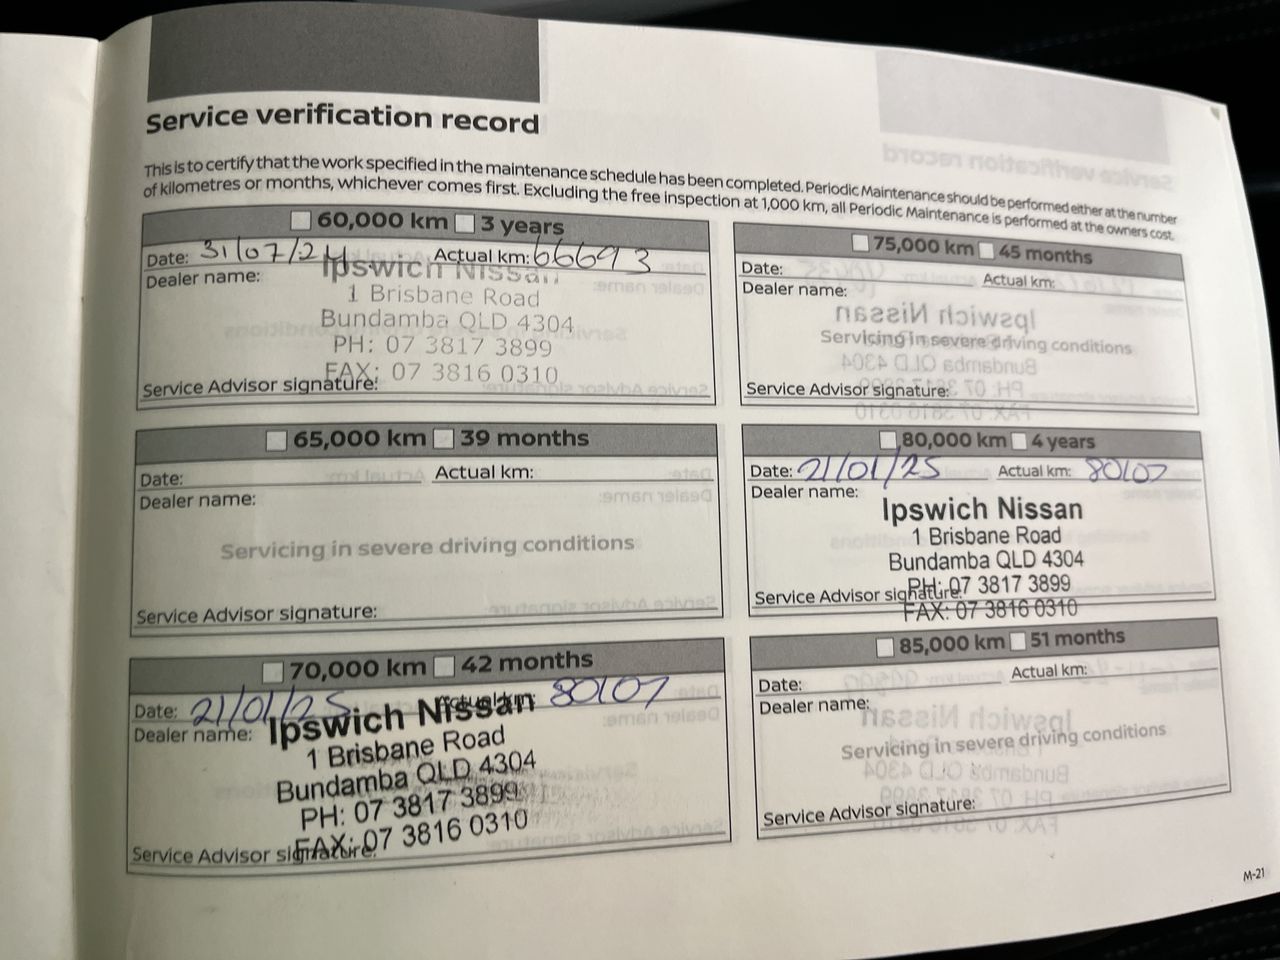 Service verification record
This is to certify that the work specified in the maintenance schedule has been completed. Periodic Maintenance should be performed either at the number
of kilometres or months, whichever comes first. Excluding the free inspection at 1,000 km, all Periodic Maintenance is performed at the owners cost.
60,000 km 3 years
Date: 31/07/24 Actual km: 66693
Dealer name: Ipswich Nissan
1 Brisbane Road
Bundamba QLD 4304
PH: 07 3817 3899
FAX: 07 3816 0310
Service Advisor signature:
65,000 km 39 months
Date: Actual km:
Dealer name:
Servicing in severe driving conditions
Service Advisor signature:
70,000 km 42 months
Date: 21/01/25 Actual km: 80107
Dealer name: Ipswich Nissan
1 Brisbane Road
Bundamba QLD 4304
PH: 07 3817 3899
FAX: 07 3816 0310
Service Advisor signature:
75,000 km 45 months
Date: Actual km:
Dealer name:
Servicing in severe driving conditions
Service Advisor signature:
80,000 km 4 years
Date: 21/01/25 Actual km: 80107
Dealer name:
Ipswich Nissan
1 Brisbane Road
Bundamba QLD 4304
PH: 07 3817 3899
Service Advisor signature:
FAX: 07 3816 0310
85,000 km 51 months
Date: Actual km:
Dealer name:
Servicing in severe driving conditions
Service Advisor signature:
M-21